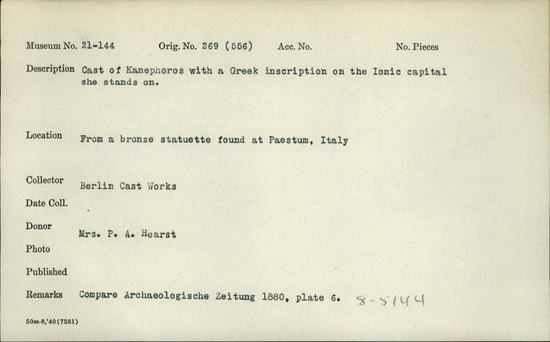 Museum No. 21-144 Orig. No. 269 (556) Acc. No. No. Pieces
Description Cast of Kanephoros with a Greek inscription on the Ionic capital
she stands on.
Location From a bronze statuette found at Paestum, Italy
Collector Berlin Cast Works
Date Coll.
Donor Mrs. P. A. Hearst
Photo
Published
Remarks Compare Archaeologische Zeitung 1880, plate 6. 8-5144
50m-8,'40(7281)